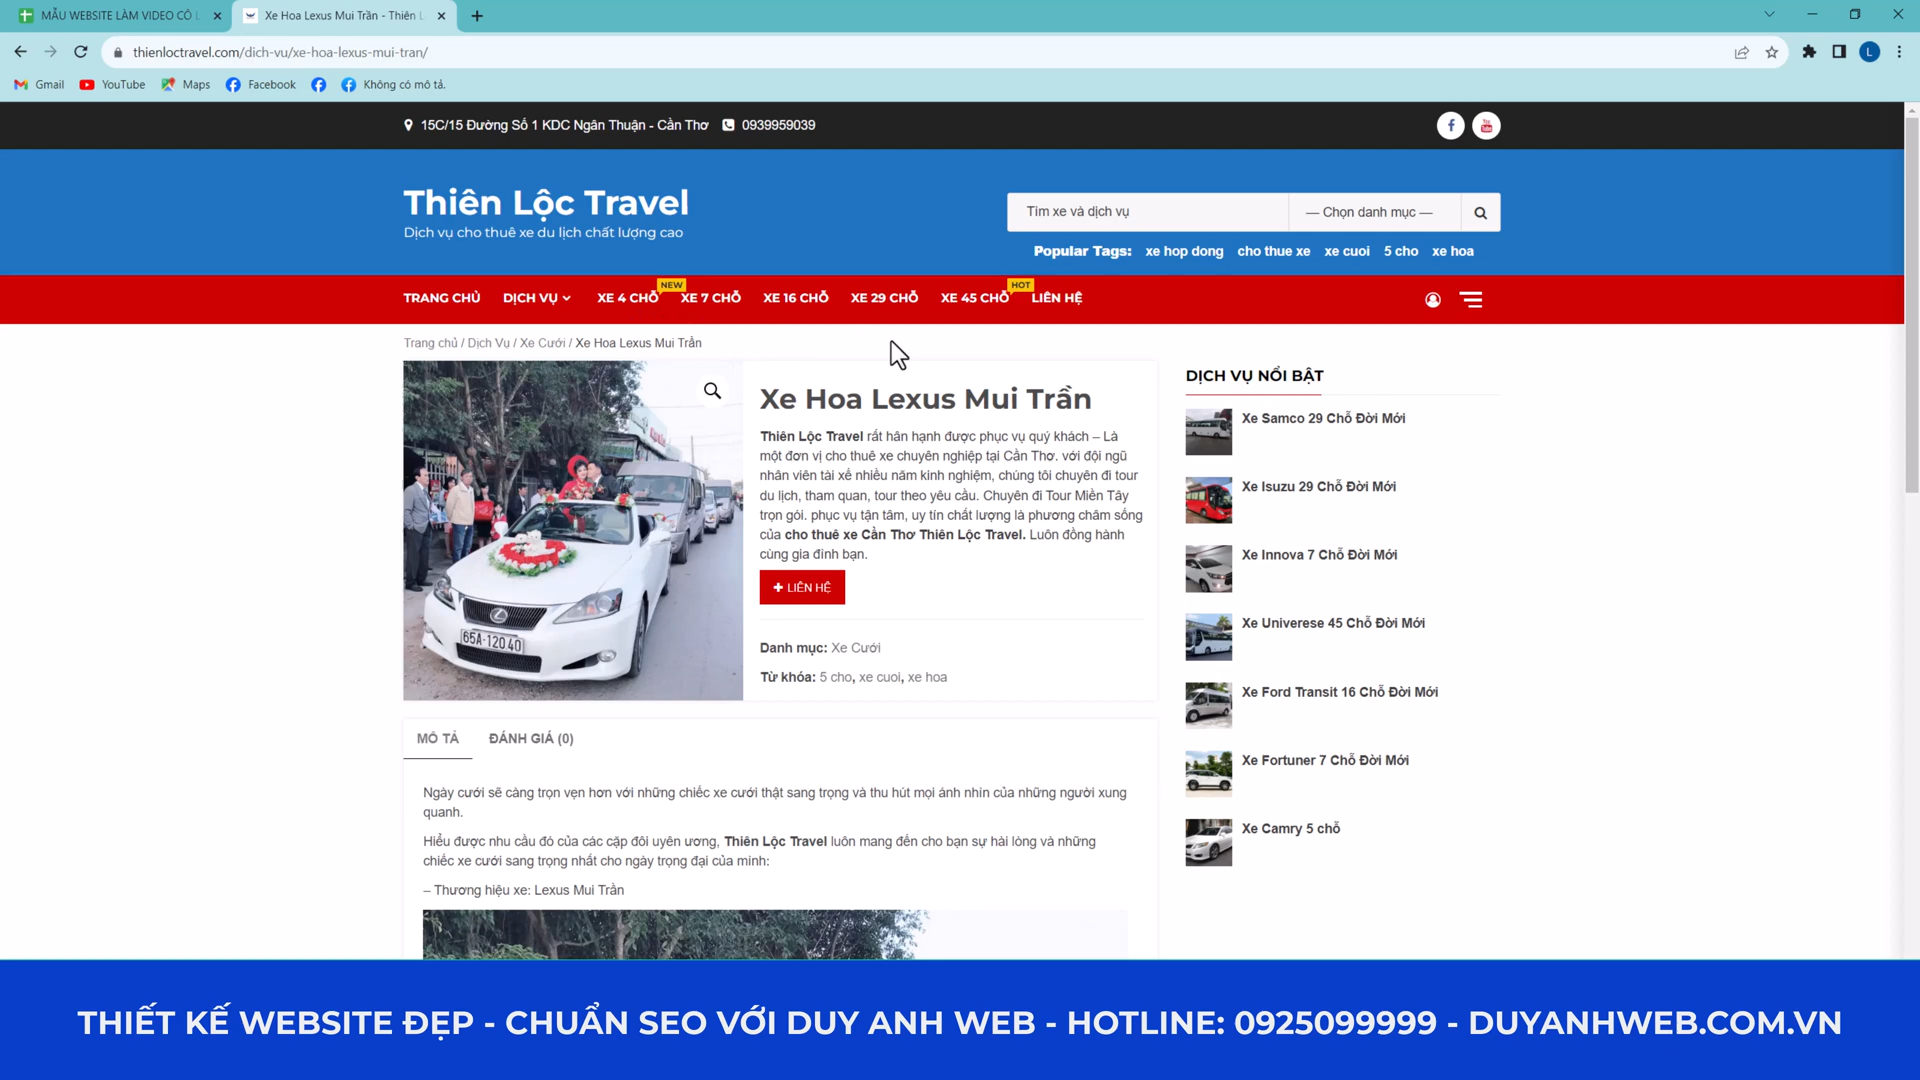 MẪU WEBSITE LÀM VIDEO CÓ L
Xe Hoa Lexus Mui Trần - Thiên L
thienloctravel.com/dich-vu/xe-hoa-lexus-mui-tran/
L
Gmail YouTube Maps Facebook Không có mô tả.
15C/15 Đường Số 1 KDC Ngân Thuận - Cần Thơ 0939959039
Thiên Lộc Travel
Dịch vụ cho thuê xe du lịch chất lượng cao
Tìm xe và dịch vụ — Chọn danh mục —
Popular Tags: xe hop dong cho thue xe xe cuoi 5 cho xe hoa
NEW HOT
TRANG CHỦ DỊCH VỤ XE 4 CHỖ XE 7 CHỖ XE 16 CHỖ XE 29 CHỖ XE 45 CHỖ LIÊN HỆ
Trang chủ / Dịch Vụ / Xe Cưới / Xe Hoa Lexus Mui Trần
Xe Hoa Lexus Mui Trần
Thiên Lộc Travel rất hân hạnh được phục vụ quý khách – Là
một đơn vị cho thuê xe chuyên nghiệp tại Cần Thơ. với đội ngũ
nhân viên tài xế nhiều năm kinh nghiệm, chúng tôi chuyên đi tour
du lịch, tham quan, tour theo yêu cầu. Chuyên đi Tour Miền Tây
trọn gói. phục vụ tận tâm, uy tín chất lượng là phương châm sống
của cho thuê xe Cần Thơ Thiên Lộc Travel. Luôn đồng hành
cùng gia đình bạn.
LIÊN HỆ
65A-120.40
Danh mục: Xe Cưới
Từ khóa: 5 cho, xe cuoi, xe hoa
DỊCH VỤ NỔI BẬT
Xe Samco 29 Chỗ Đời Mới
Xe Isuzu 29 Chỗ Đời Mới
Xe Innova 7 Chỗ Đời Mới
Xe Univerese 45 Chỗ Đời Mới
Xe Ford Transit 16 Chỗ Đời Mới
Xe Fortuner 7 Chỗ Đời Mới
Xe Camry 5 chỗ
MÔ TẢ ĐÁNH GIÁ (0)
Ngày cưới sẽ càng trọn vẹn hơn với những chiếc xe cưới thật sang trọng và thu hút mọi ánh nhìn của những người xung
quanh.
Hiểu được nhu cầu đó của các cặp đôi uyên ương, Thiên Lộc Travel luôn mang đến cho bạn sự hài lòng và những
chiếc xe cưới sang trọng nhất cho ngày trọng đại của mình:
– Thương hiệu xe: Lexus Mui Trần
THIẾT KẾ WEBSITE ĐẸP - CHUẨN SEO VỚI DUY ANH WEB - HOTLINE: 0925099999 - DUYANHWEB.COM.VN